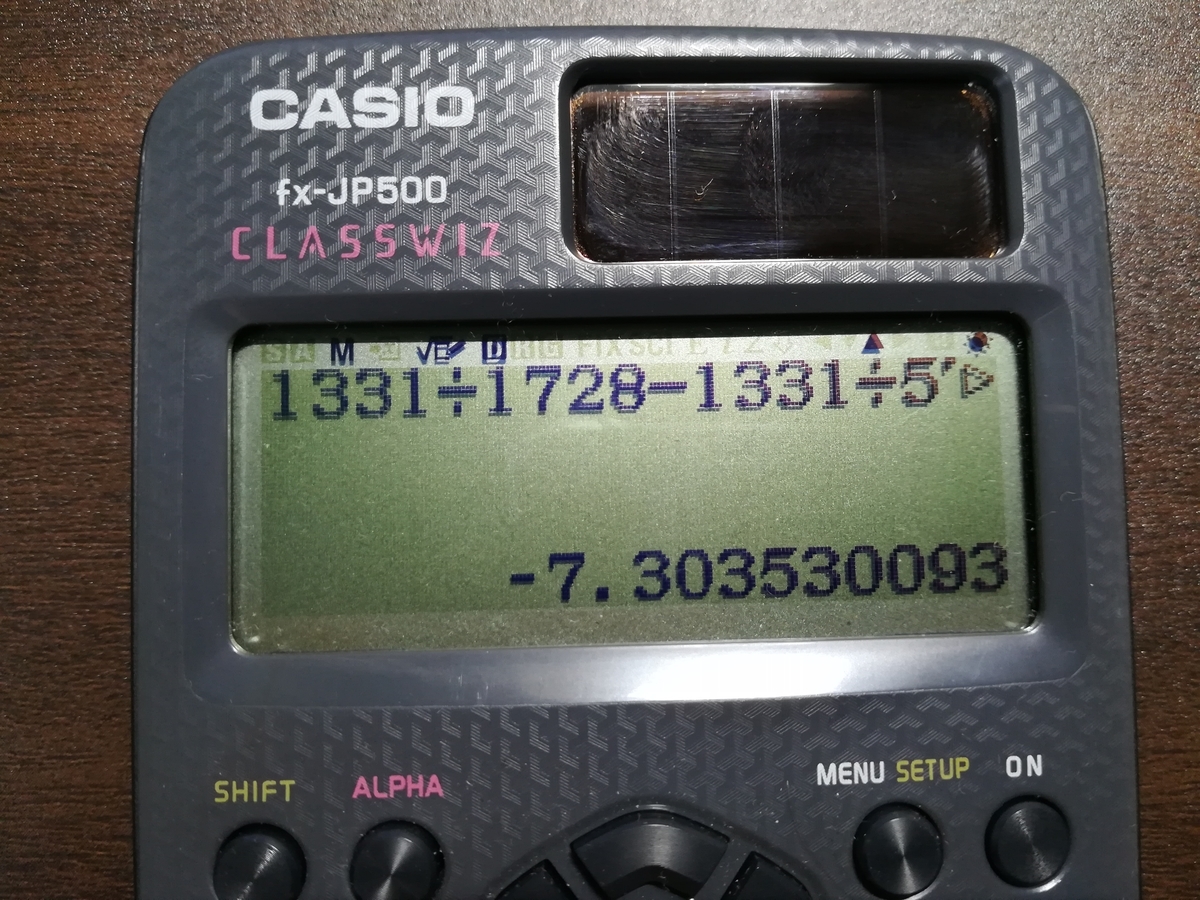 CASIO
fx-JP500
CLASSWIZ
M √ D
1331÷1728−1331÷5
-7.303530093
SHIFT ALPHA MENU SETUP ON